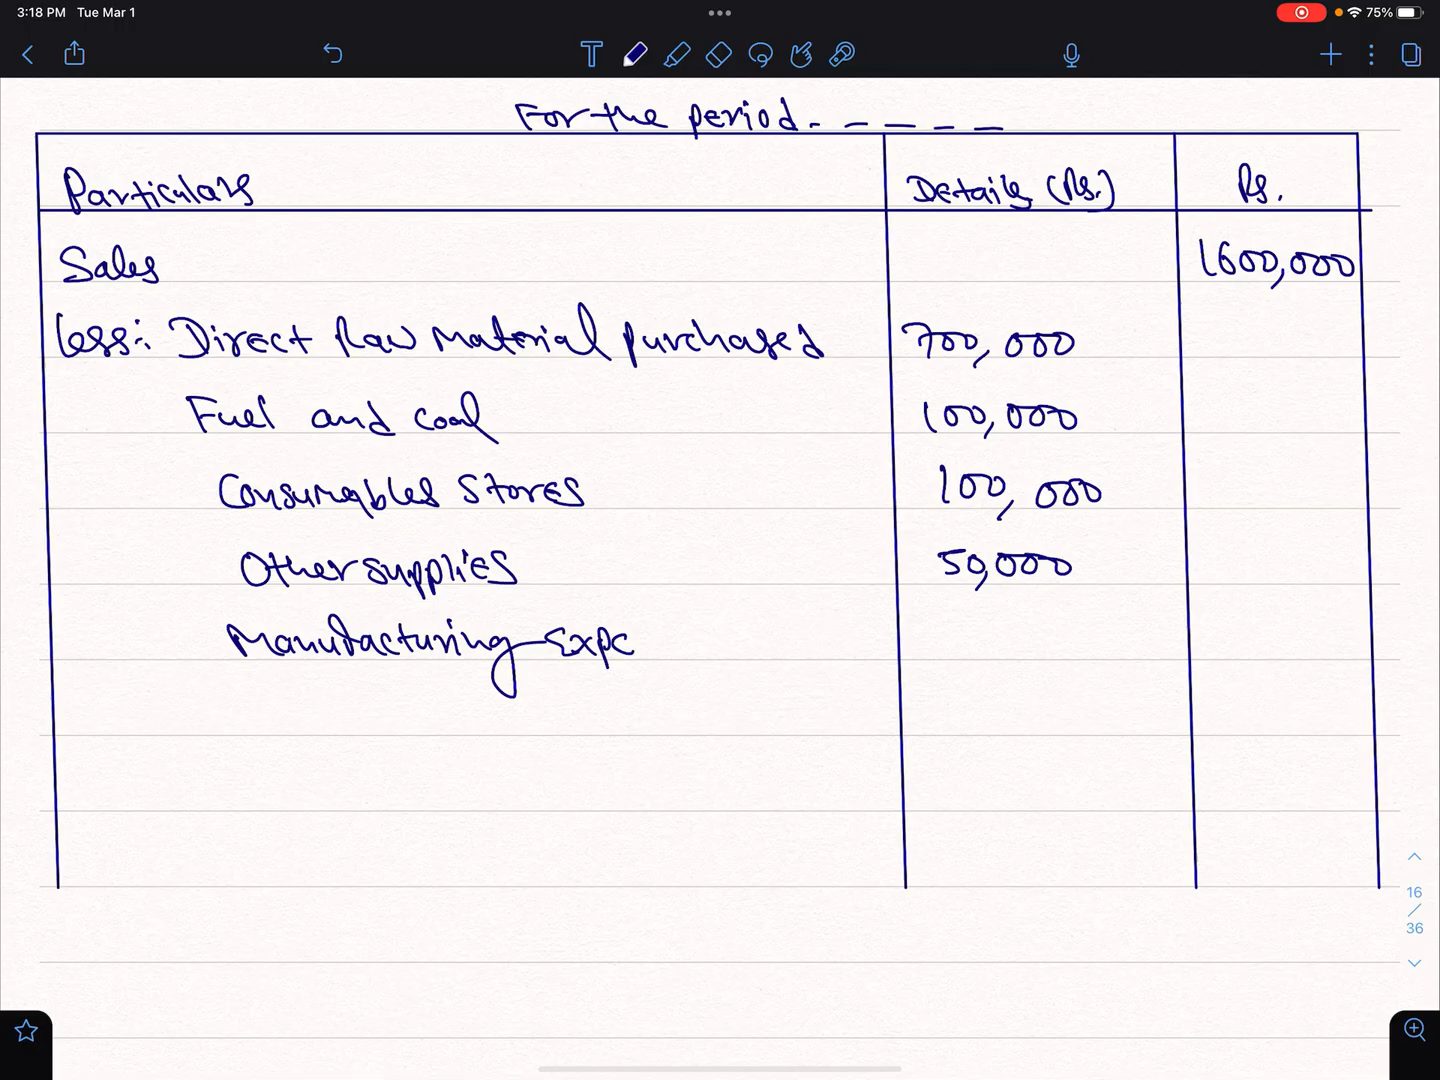 3:18 PM Tue Mar 1
75%
For the period. _ _ _ _ _
Particulars Details (Rs.) Rs.
Sales 1600,000
Less:- Direct Raw Material purchased 700,000
Fuel and coal 100,000
Consumables Stores 100,000
Other supplies 50,000
Manufacturing Expe
16
/
36